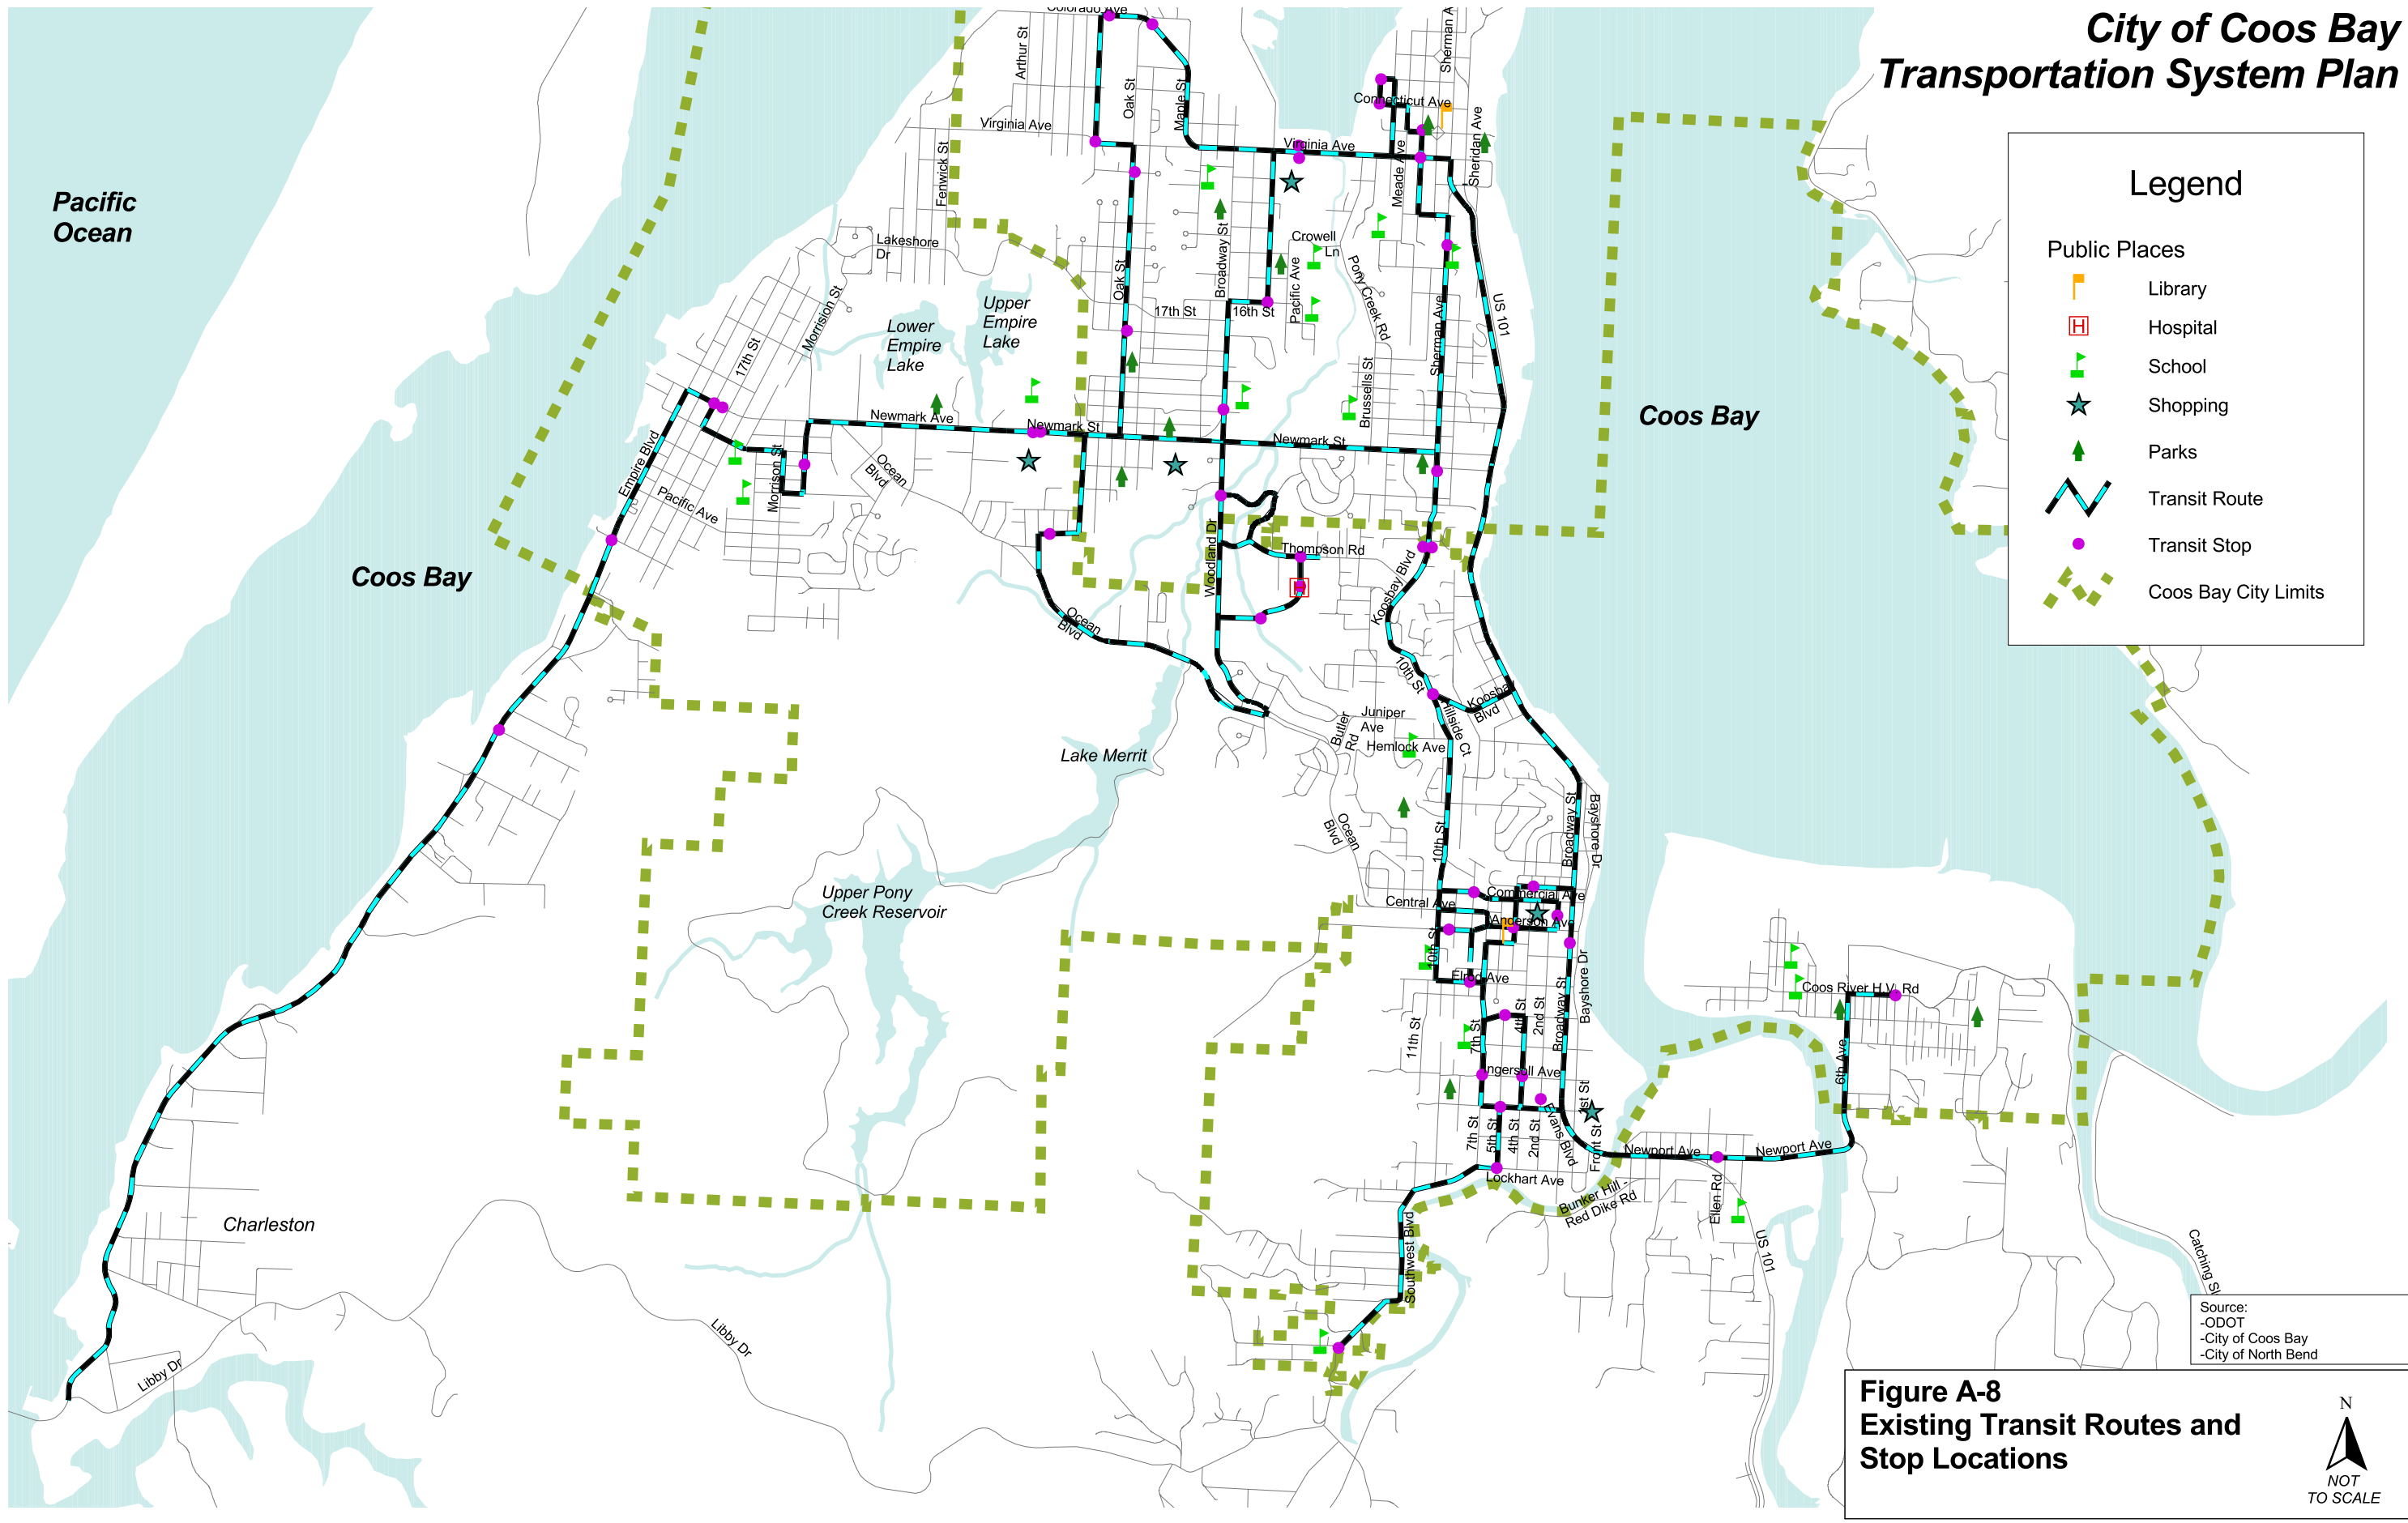 City of Coos Bay
Transportation System Plan
Legend
Public Places
Library
H
Hospital
School
Shopping
Parks
Transit Route
Transit Stop
Coos Bay City Limits
Colorado Ave
Arthur St
Oak St
Maple St
Virginia Ave
Fenwick St
Sherman A
Connecticut Ave
Virginia Ave
Meade Ave
Sheridan Ave
Pacific
Ocean
Lakeshore
Dr
Crowell
Ln
Oak St
Broadway St
Pacific Ave
Pony Creek Rd
US 101
Morrision St
Upper
Empire
Lake
Lower
Empire
Lake
17th St
16th St
17th St
Sherman Ave
Brussells St
Newmark Ave
Newmark St
Newmark St
Coos Bay
Empire Blvd
Morrison St
Ocean
Blvd
Pacific Ave
Coos Bay
Woodland Dr
Thompson Rd
H
Koosbay Blvd
Ocean
Blvd
10th St
Koosbay
Blvd
Hillside Ct
Juniper
Ave
Butler
Rd
Hemlock Ave
Lake Merrit
Ocean
Blvd
10th St
Broadway St
Bayshore Dr
Upper Pony
Creek Reservoir
Central Ave
Commercial Ave
Anderson Ave
10th St
Elrod Ave
Bayshore Dr
Coos River H W Rd
11th St
7th St
4th St
2nd St
Broadway St
6th Ave
Ingersoll Ave
1st St
7th St
5th St
4th St
2nd St
Evans Blvd
Front St
Newport Ave
Newport Ave
Lockhart Ave
Bunker Hill -
Red Dike Rd
Ellen Rd
US 101
Charleston
Southwest Blvd
Catching Sl
Libby Dr
Libby Dr
Source:
-ODOT
-City of Coos Bay
-City of North Bend
Figure A-8
Existing Transit Routes and
Stop Locations
N
NOT
TO SCALE